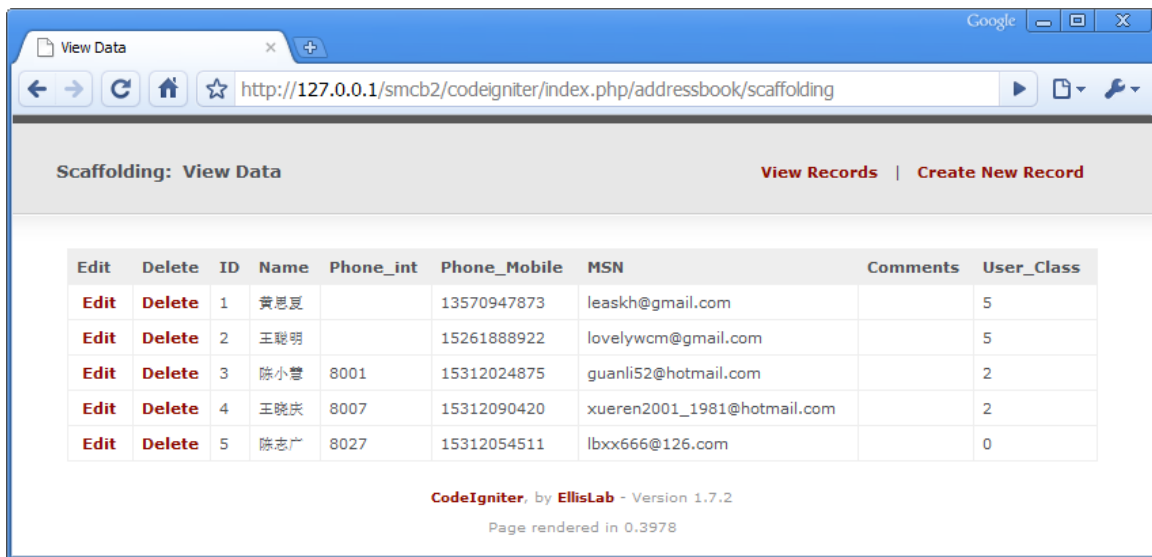 Google
View Data
http://127.0.0.1/smcb2/codeigniter/index.php/addressbook/scaffolding
Scaffolding: View Data
View Records | Create New Record
Edit Delete ID Name Phone_int Phone_Mobile MSN Comments User_Class
Edit Delete 1 黄思夏 13570947873 leaskh@gmail.com 5
Edit Delete 2 王聪明 15261888922 lovelywcm@gmail.com 5
Edit Delete 3 陈小慧 8001 15312024875 guanli52@hotmail.com 2
Edit Delete 4 王晓庆 8007 15312090420 xueren2001_1981@hotmail.com 2
Edit Delete 5 陈志广 8027 15312054511 lbxx666@126.com 0
CodeIgniter, by EllisLab - Version 1.7.2
Page rendered in 0.3978